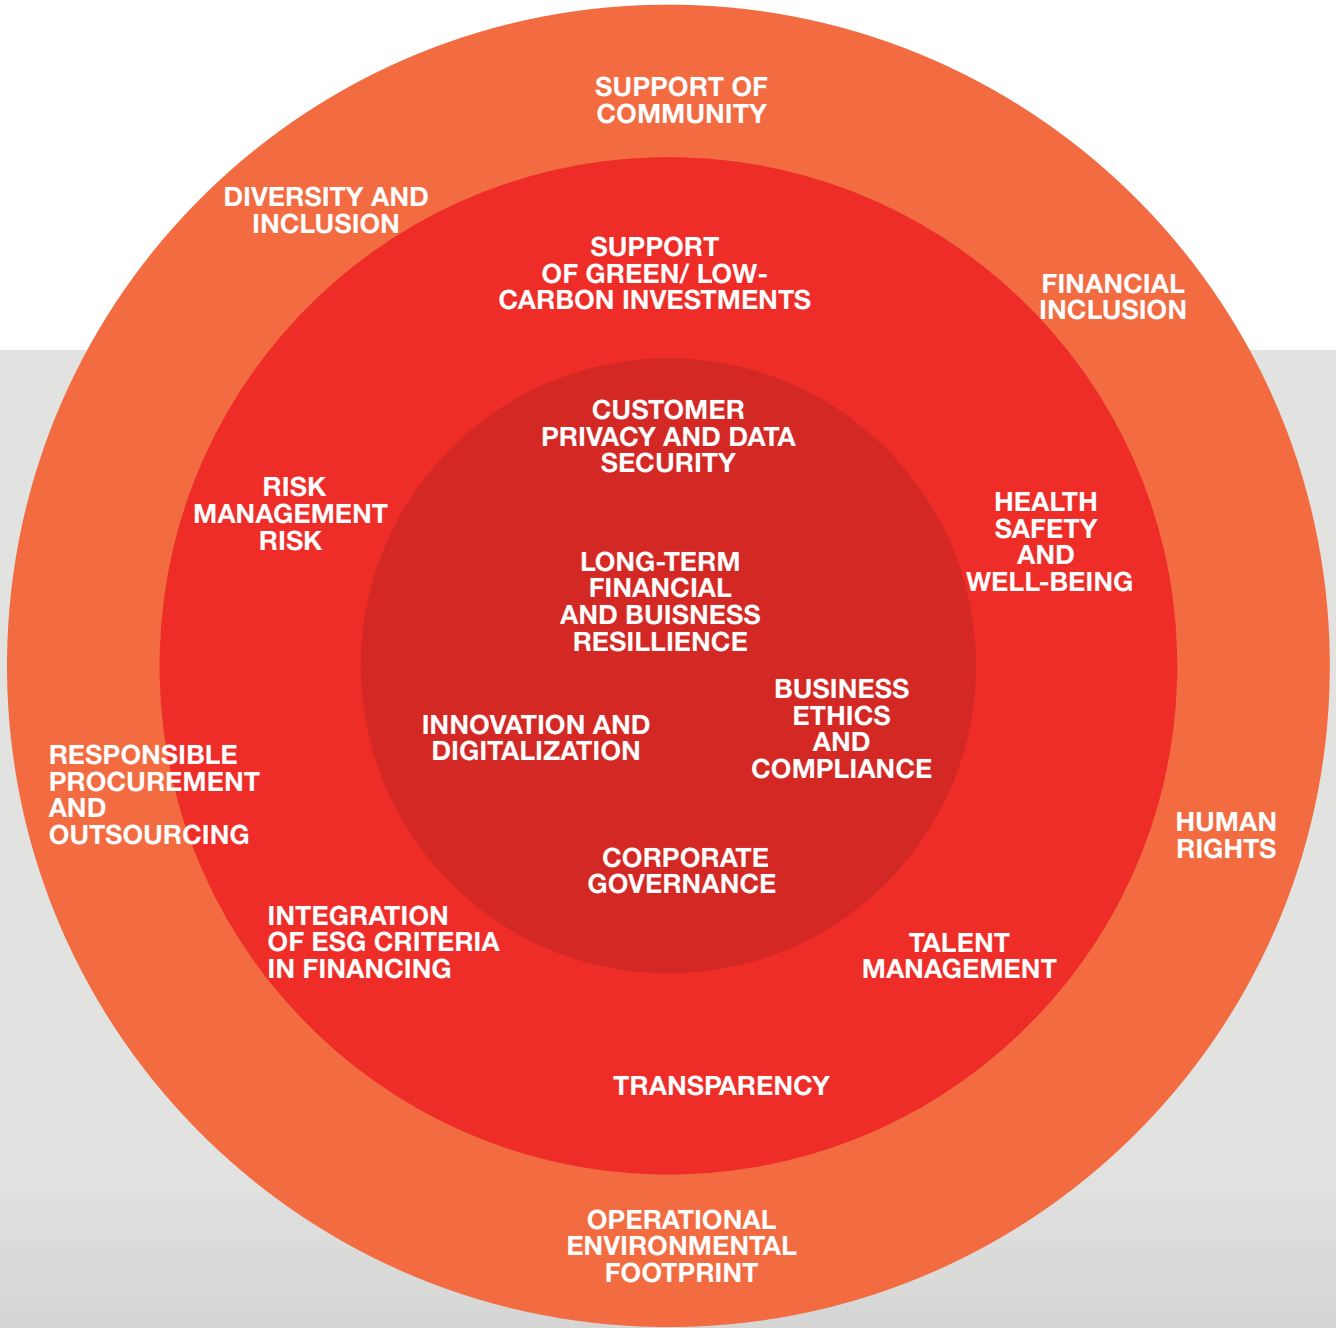 SUPPORT OF
COMMUNITY
DIVERSITY AND
INCLUSION
SUPPORT
OF GREEN/ LOW-
CARBON INVESTMENTS
FINANCIAL
INCLUSION
CUSTOMER
PRIVACY AND DATA
SECURITY
RISK
MANAGEMENT
RISK
HEALTH
SAFETY
AND
WELL-BEING
LONG-TERM
FINANCIAL
AND BUISNESS
RESILLIENCE
BUSINESS
ETHICS
AND
COMPLIANCE
INNOVATION AND
DIGITALIZATION
RESPONSIBLE
PROCUREMENT
AND
OUTSOURCING
HUMAN
RIGHTS
CORPORATE
GOVERNANCE
INTEGRATION
OF ESG CRITERIA
IN FINANCING
TALENT
MANAGEMENT
TRANSPARENCY
OPERATIONAL
ENVIRONMENTAL
FOOTPRINT